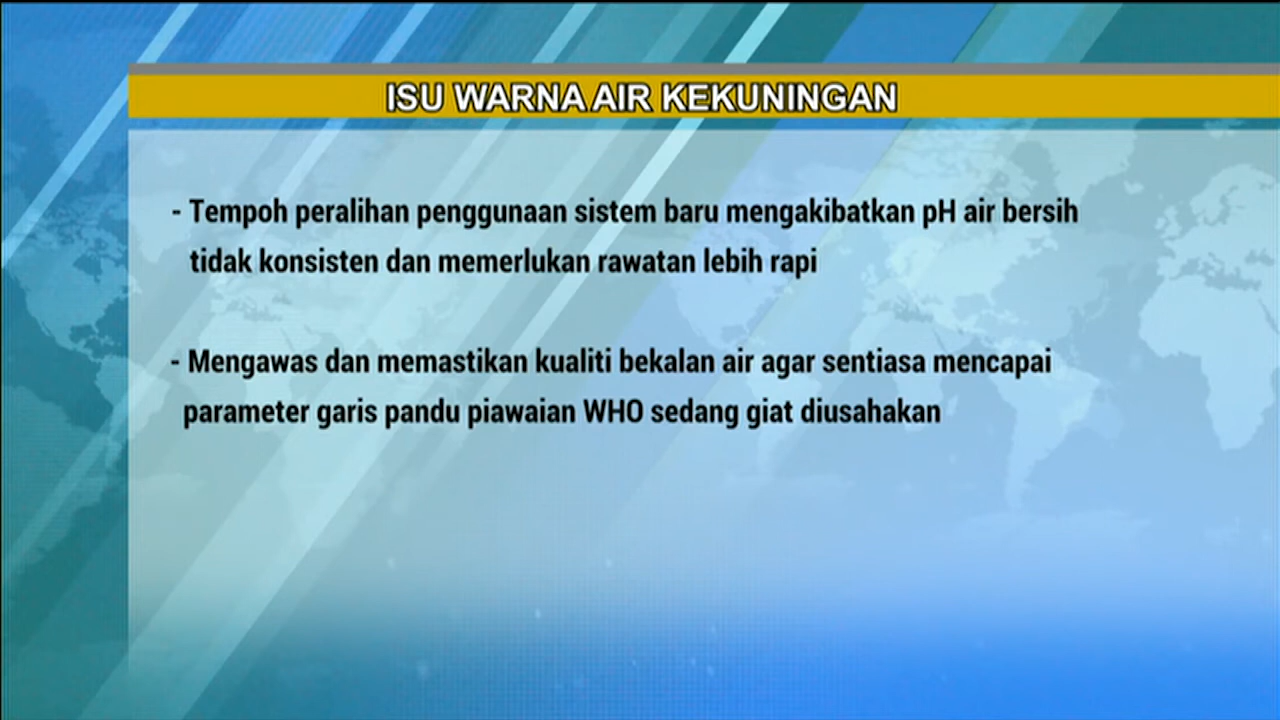 ISU WARNA AIR KEKUNINGAN
- Tempoh peralihan penggunaan sistem baru mengakibatkan pH air bersih
tidak konsisten dan memerlukan rawatan lebih rapi
- Mengawas dan memastikan kualiti bekalan air agar sentiasa mencapai
parameter garis pandu piawaian WHO sedang giat diusahakan